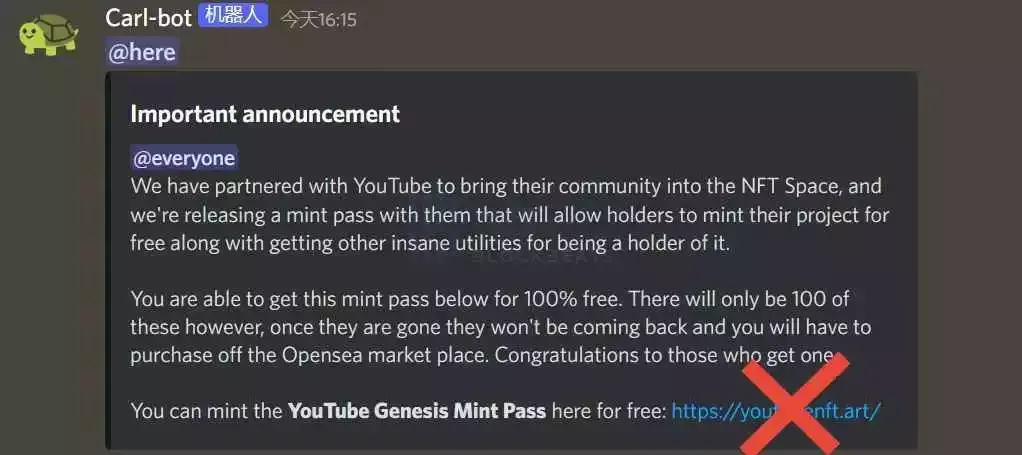 Carl-bot 机器人 今天16:15
@here
Important announcement
@everyone
We have partnered with YouTube to bring their community into the NFT Space, and
we're releasing a mint pass with them that will allow holders to mint their project for
free along with getting other insane utilities for being a holder of it.
BLOCKBEATS
You are able to get this mint pass below for 100% free. There will only be 100 of
these however, once they are gone they won't be coming back and you will have to
purchase off the Opensea market place. Congratulations to those who get one
You can mint the YouTube Genesis Mint Pass here for free: